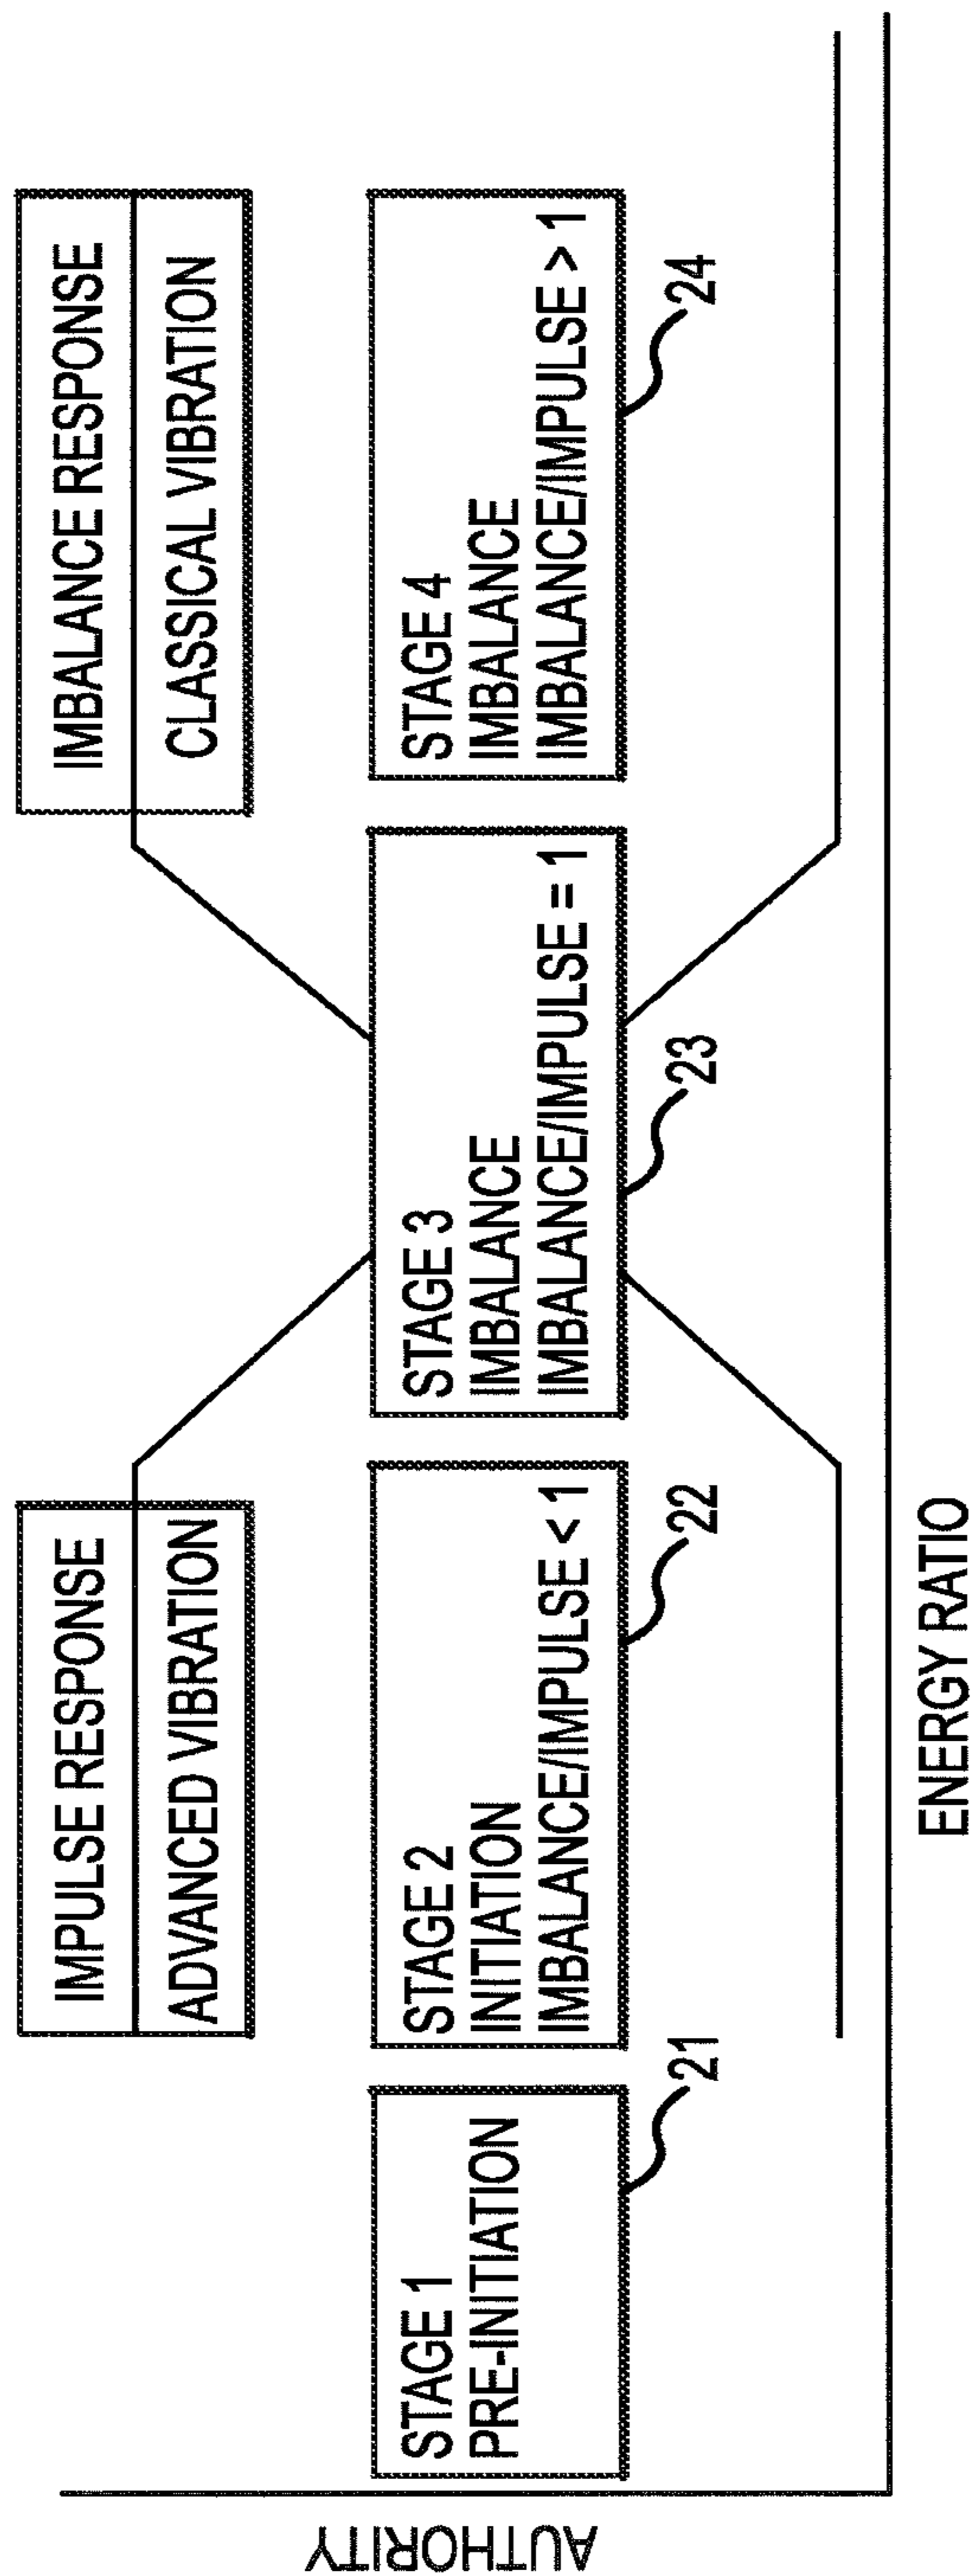 IMPULSE RESPONSE
ADVANCED VIBRATION
IMBALANCE RESPONSE
CLASSICAL VIBRATION
STAGE 1
PRE-INITIATION
21
STAGE 2
INITIATION
IMBALANCE/IMPULSE < 1
22
STAGE 3
IMBALANCE
IMBALANCE/IMPULSE = 1
23
STAGE 4
IMBALANCE
IMBALANCE/IMPULSE > 1
24
AUTHORITY
ENERGY RATIO